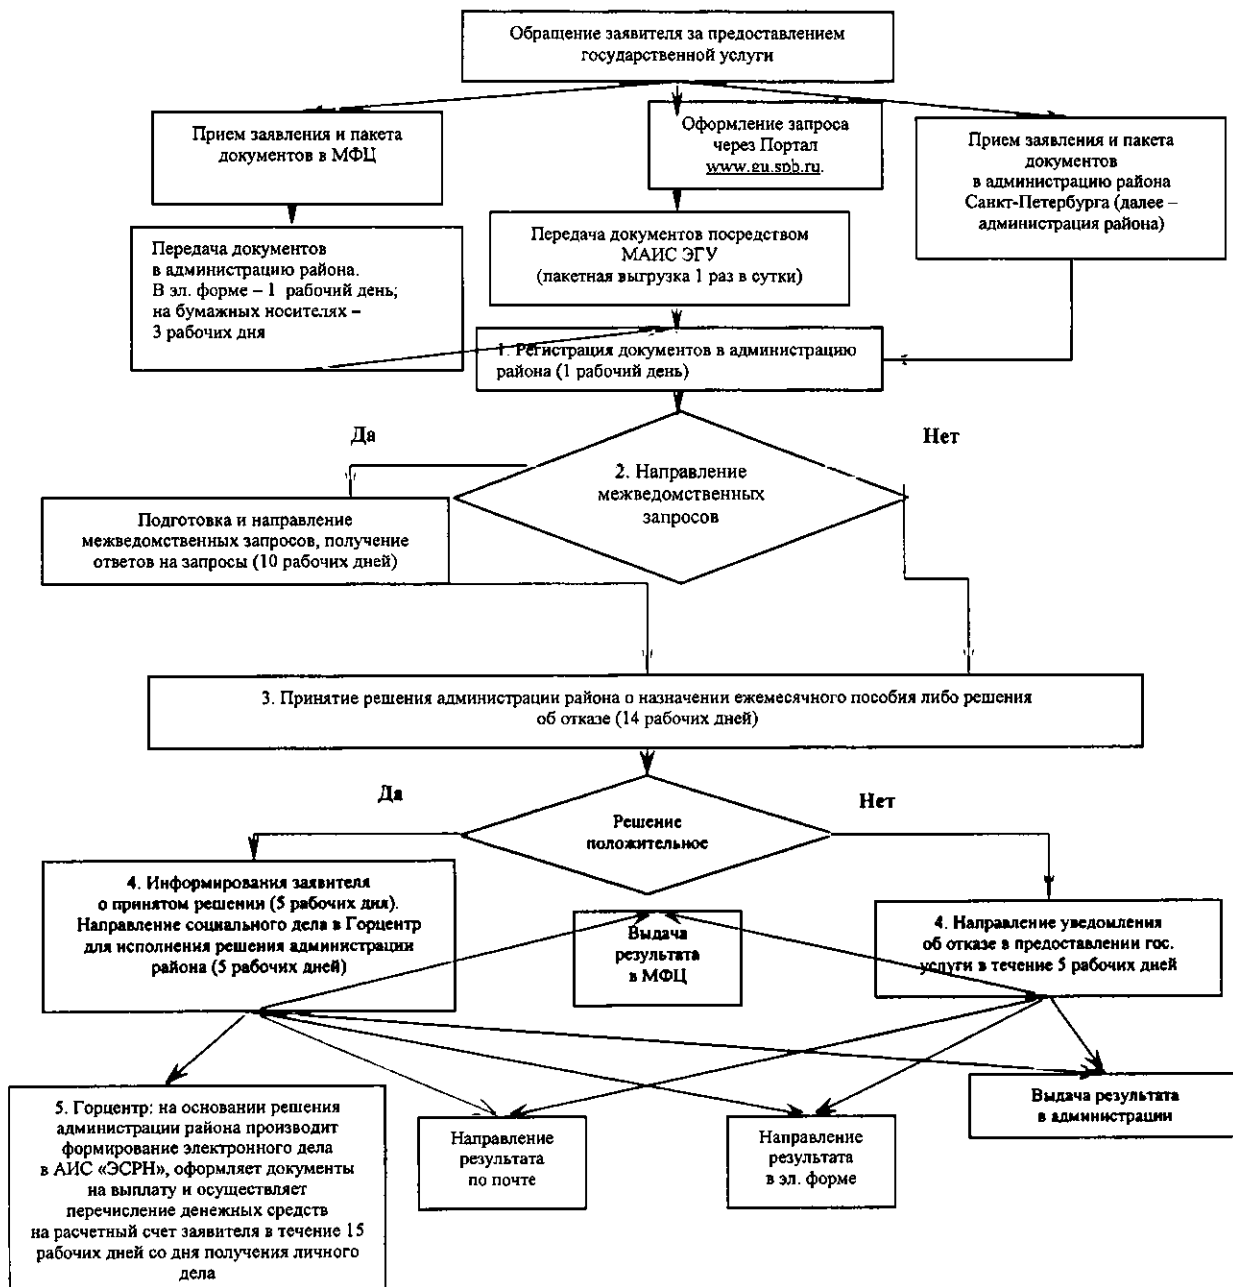 Обращение заявителя за предоставлением
государственной услуги
Прием заявления и пакета
документов в МФЦ
Оформление запроса
через Портал
www.gu.spb.ru.
Прием заявления и пакета
документов
в администрацию района
Санкт-Петербурга (далее –
администрация района)
Передача документов
в администрацию района.
В эл. форме – 1 рабочий день;
на бумажных носителях –
3 рабочих дня
Передача документов посредством
МАИС ЭГУ
(пакетная выгрузка 1 раз в сутки)
1. Регистрация документов в администрацию
района (1 рабочий день)
Да
Нет
2. Направление
межведомственных
запросов
Подготовка и направление
межведомственных запросов, получение
ответов на запросы (10 рабочих дней)
3. Принятие решения администрации района о назначении ежемесячного пособия либо решения
об отказе (14 рабочих дней)
Да
Нет
Решение
положительное
4. Информирования заявителя
о принятом решении (5 рабочих дня).
Направление социального дела в Горцентр
для исполнения решения администрации
района (5 рабочих дней)
Выдача
результата
в МФЦ
4. Направление уведомления
об отказе в предоставлении гос.
услуги в течение 5 рабочих дней
5. Горцентр: на основании решения
администрации района производит
формирование электронного дела
в АИС «ЭСРН», оформляет документы
на выплату и осуществляет
перечисление денежных средств
на расчетный счет заявителя в течение 15
рабочих дней со дня получения личного
дела
Направление
результата
по почте
Направление
результата
в эл. форме
Выдача результата
в администрации